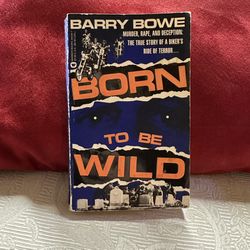 BARRY BOWE
MURDER, RAPE, AND DECEPTION:
THE TRUE STORY OF A BIKER'S
RIDE OF TERROR...
BORN
TO BE
WILD